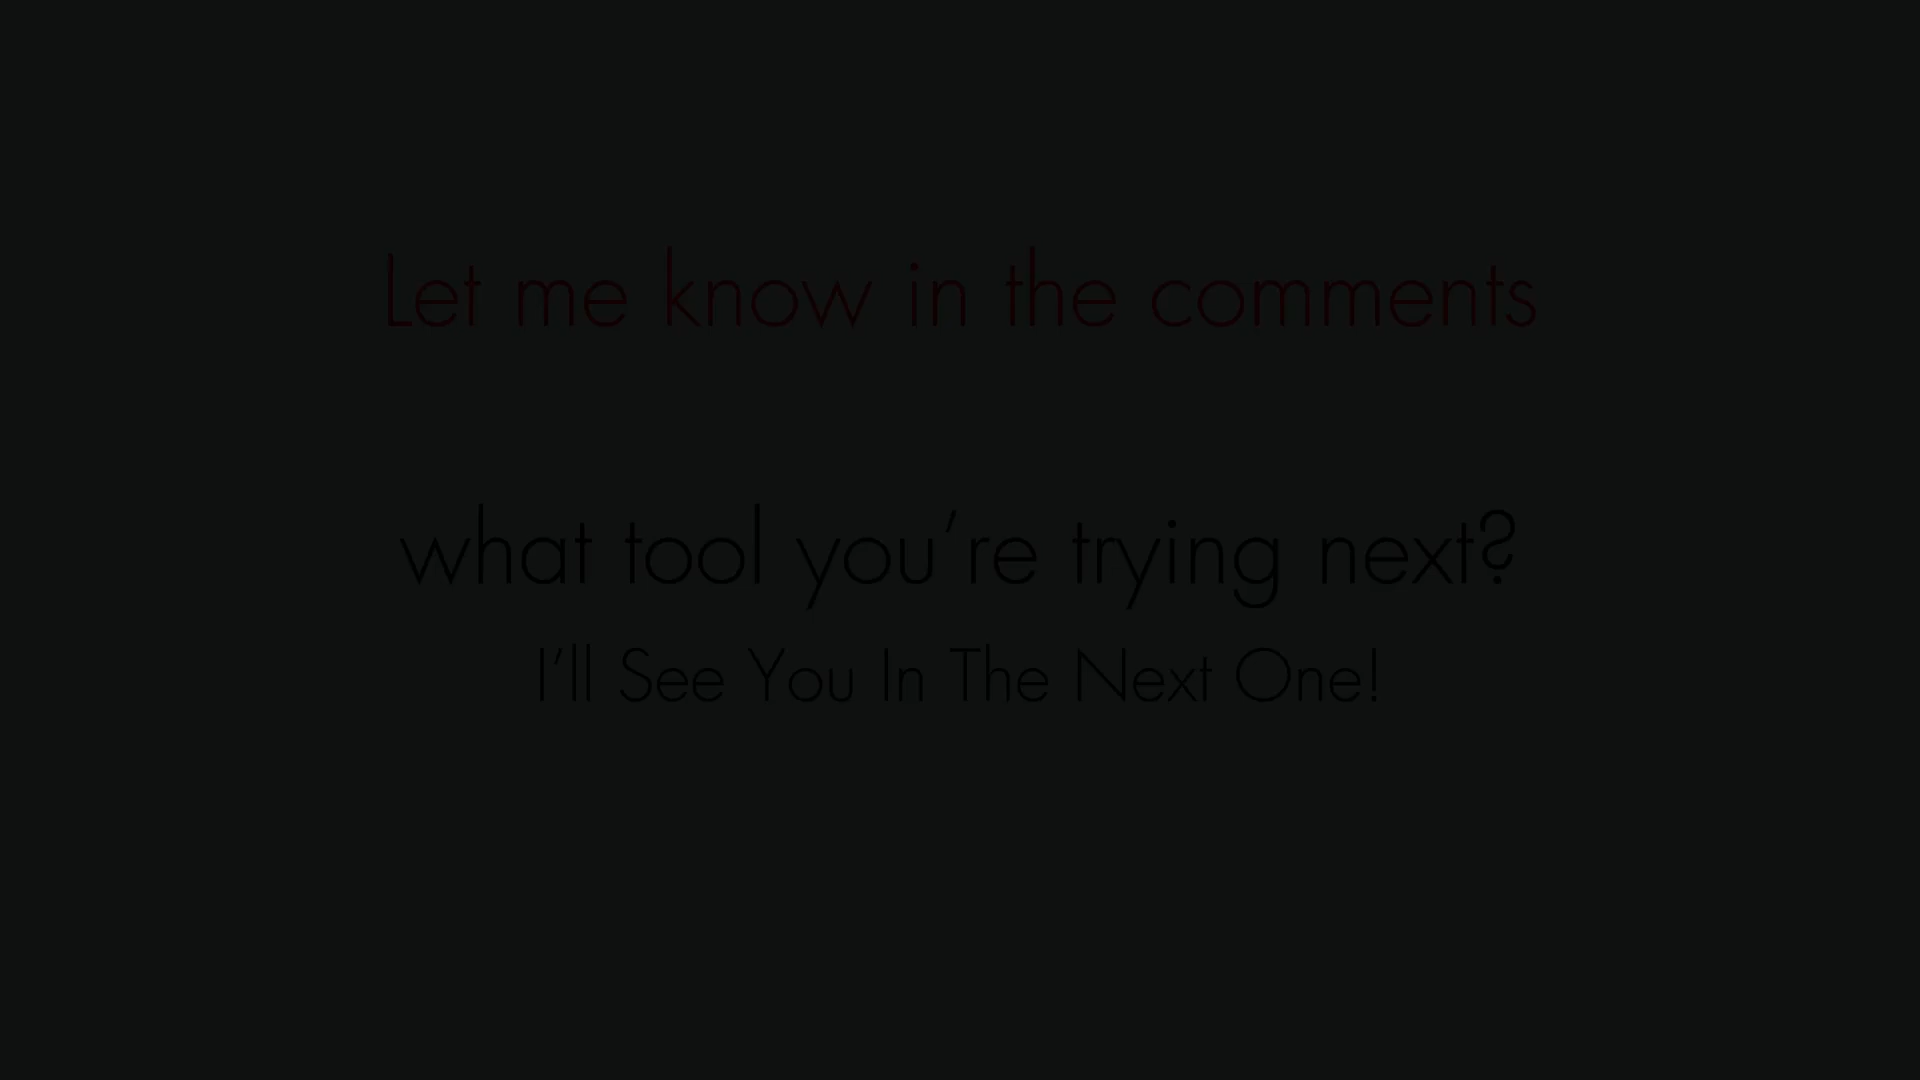 Let me know in the comments
what tool you’re trying next?
I’ll See You In The Next One!